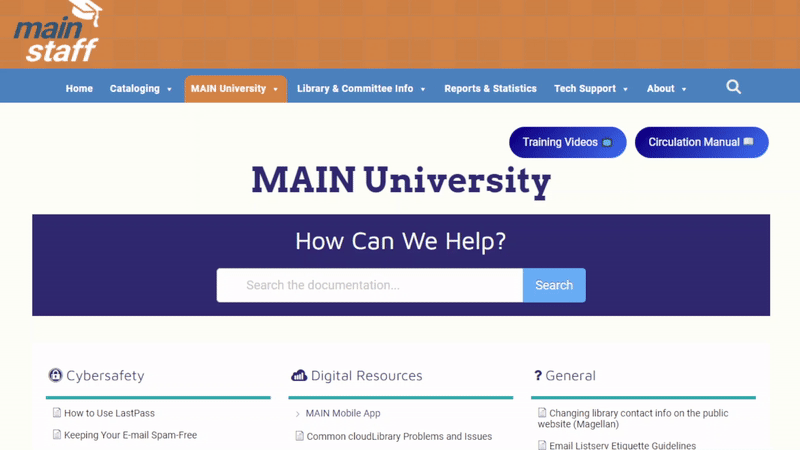 main
staff
Home Cataloging MAIN University Library & Committee Info Reports & Statistics Tech Support About
Training Videos Circulation Manual
MAIN University
How Can We Help?
Search the documentation... Search
Cybersafety
How to Use LastPass
Keeping Your E-mail Spam-Free
Digital Resources
MAIN Mobile App
Common cloudLibrary Problems and Issues
? General
Changing library contact info on the public
website (Magellan)
Email Listserv Etiquette Guidelines